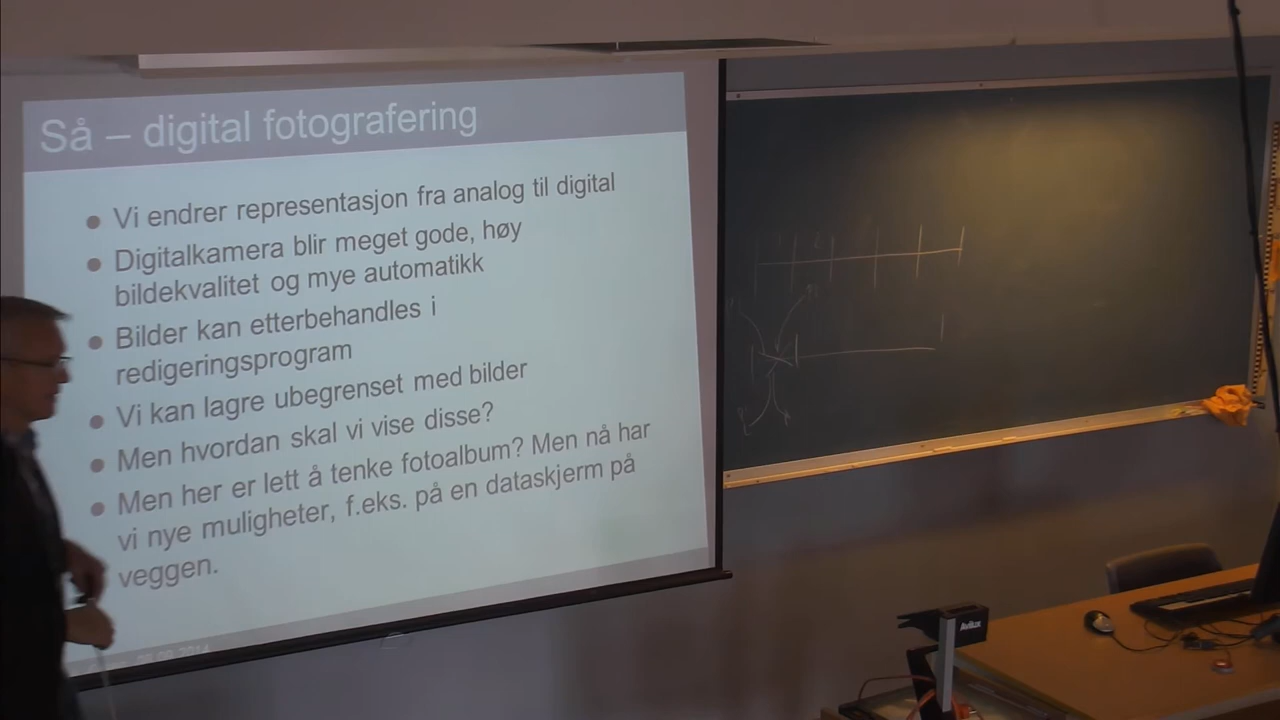 Så – digital fotografering
● Vi endrer representasjon fra analog til digital
● Digitalkamera blir meget gode, høy
bildekvalitet og mye automatikk
● Bilder kan etterbehandles i
redigeringsprogram
● Vi kan lagre ubegrenset med bilder
● Men hvordan skal vi vise disse?
● Men her er lett å tenke fotoalbum? Men nå har
vi nye muligheter, f.eks. på en dataskjerm på
veggen.
Avilux